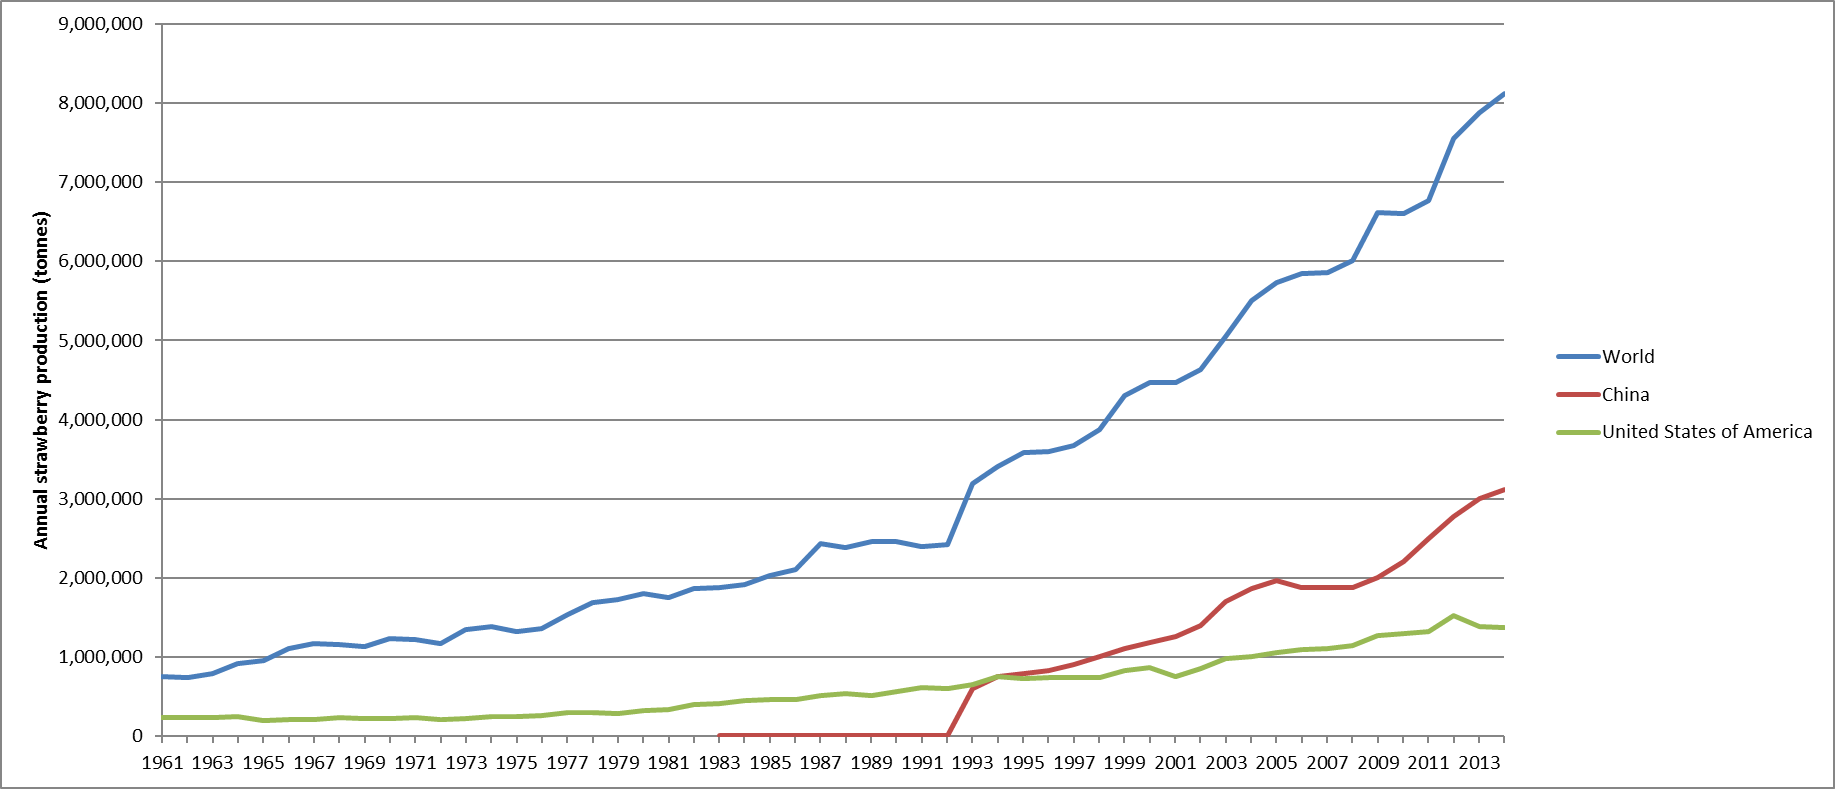 9,000,000
8,000,000
7,000,000
6,000,000
5,000,000
4,000,000
3,000,000
2,000,000
1,000,000
0
Annual strawberry production (tonnes)
1961 1963 1965 1967 1969 1971 1973 1975 1977 1979 1981 1983 1985 1987 1989 1991 1993 1995 1997 1999 2001 2003 2005 2007 2009 2011 2013
World
China
United States of America